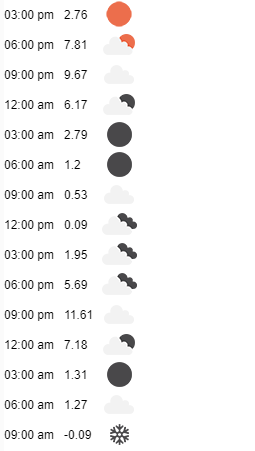 03:00 pm 2.76
06:00 pm 7.81
09:00 pm 9.67
12:00 am 6.17
03:00 am 2.79
06:00 am 1.2
09:00 am 0.53
12:00 pm 0.09
03:00 pm 1.95
06:00 pm 5.69
09:00 pm 11.61
12:00 am 7.18
03:00 am 1.31
06:00 am 1.27
09:00 am -0.09